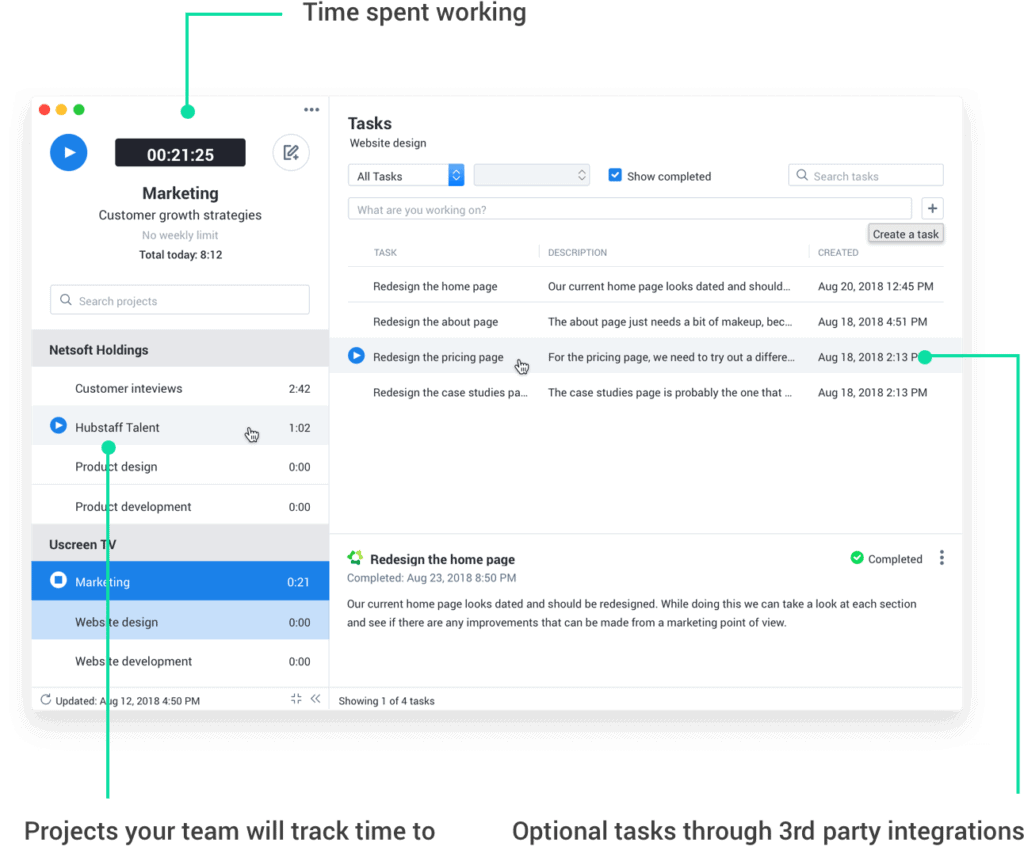 Time spent working
00:21:25
Marketing
Customer growth strategies
No weekly limit
Total today: 8:12
Search projects
Netsoft Holdings
Customer inteviews 2:42
Hubstaff Talent 1:02
Product design 0:00
Product development 0:00
Uscreen TV
Marketing 0:21
Website design 0:00
Website development 0:00
Updated: Aug 12, 2018 4:50 PM
Tasks
Website design
All Tasks
Show completed
Search tasks
What are you working on?
+
Create a task
TASK DESCRIPTION CREATED
Redesign the home page Our current home page looks dated and should... Aug 20, 2018 12:45 PM
Redesign the about page The about page just needs a bit of makeup, bec... Aug 18, 2018 4:51 PM
Redesign the pricing page For the pricing page, we need to try out a differe... Aug 18, 2018 2:13 PM
Redesign the case studies pa... The case studies page is probably the one that ... Aug 18, 2018 2:13 PM
Redesign the home page Completed
Completed: Aug 23, 2018 8:50 PM
Our current home page looks dated and should be redesigned. While doing this we can take a look at each section
and see if there are any improvements that can be made from a marketing point of view.
Showing 1 of 4 tasks
Projects your team will track time to
Optional tasks through 3rd party integrations